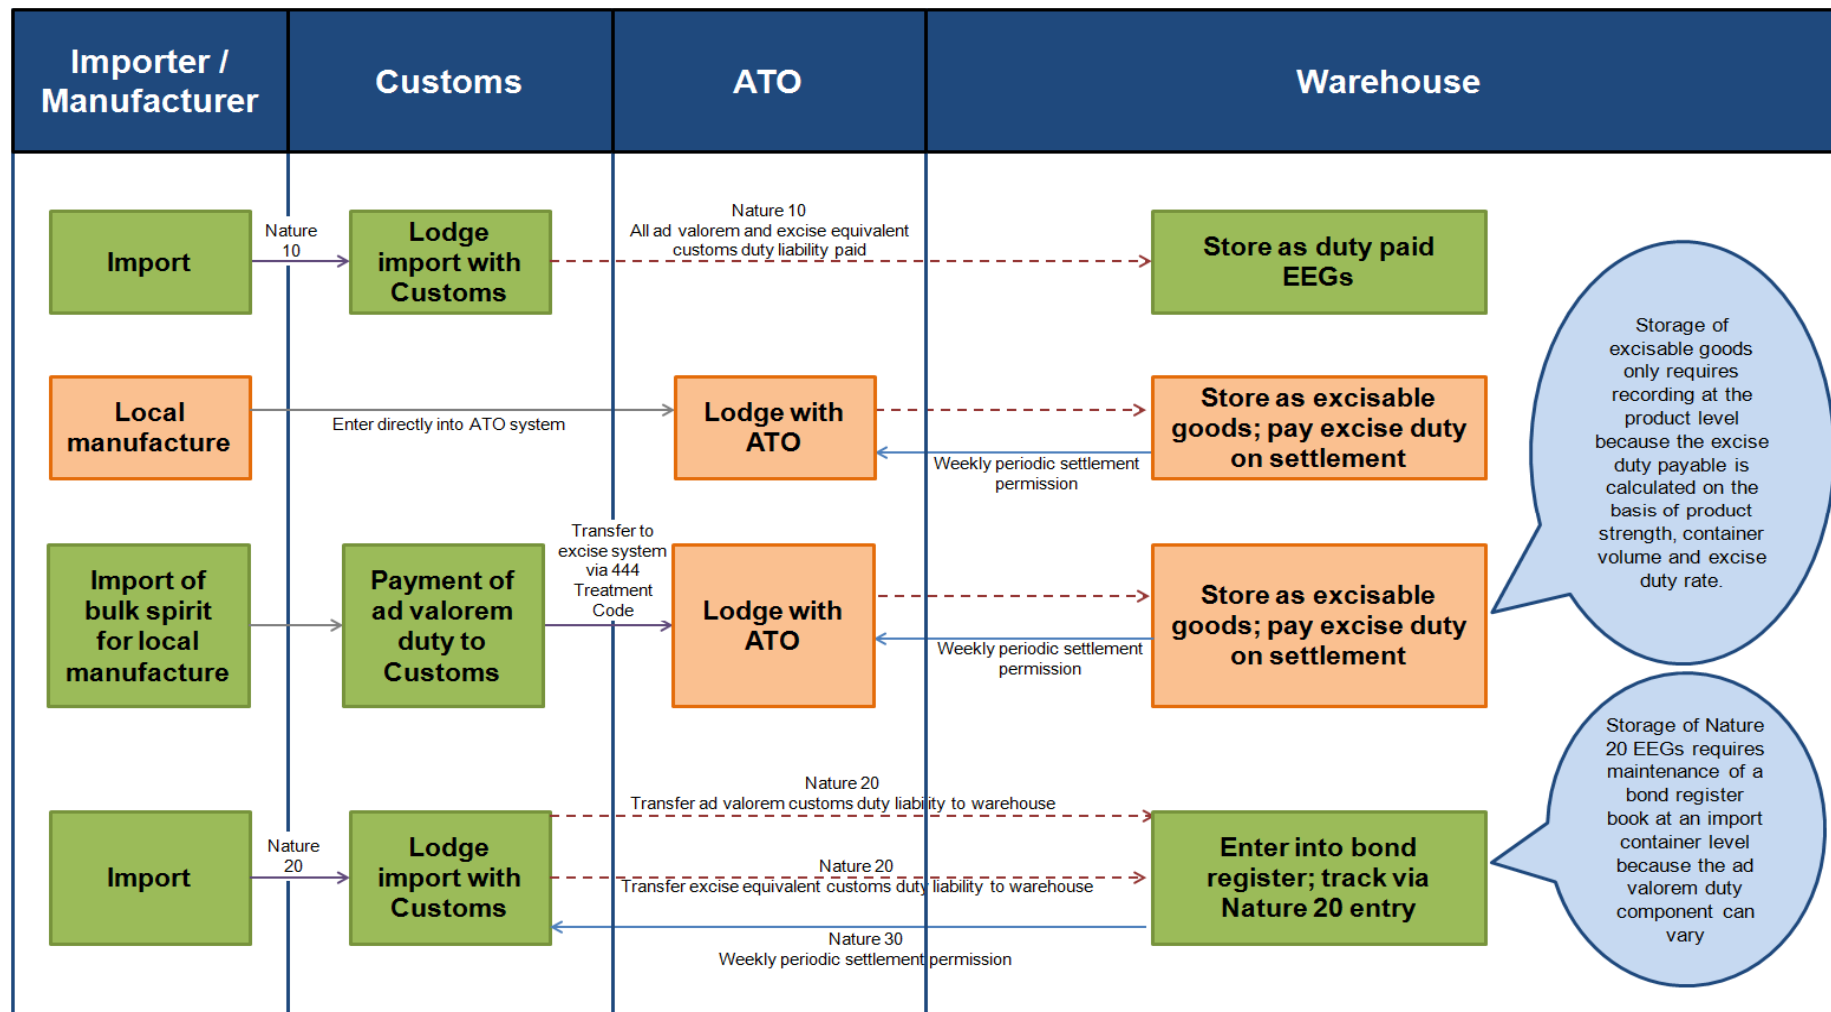 Importer /
Manufacturer
Customs
ATO
Warehouse
Import
Nature
10
Lodge
import with
Customs
Nature 10
All ad valorem and excise equivalent
customs duty liability paid
Store as duty paid
EEGs
Local
manufacture
Enter directly into ATO system
Lodge with
ATO
Weekly periodic settlement
permission
Store as excisable
goods; pay excise duty
on settlement
Import of
bulk spirit
for local
manufacture
Payment of
ad valorem
duty to
Customs
Transfer to
excise system
via 444
Treatment
Code
Lodge with
ATO
Weekly periodic settlement
permission
Store as excisable
goods; pay excise duty
on settlement
Storage of
excisable goods
only requires
recording at the
product level
because the excise
duty payable is
calculated on the
basis of product
strength, container
volume and excise
duty rate.
Import
Nature
20
Lodge
import with
Customs
Nature 20
Transfer ad valorem customs duty liability to warehouse
Nature 20
Transfer excise equivalent customs duty liability to warehouse
Nature 30
Weekly periodic settlement permission
Enter into bond
register; track via
Nature 20 entry
Storage of Nature
20 EEGs requires
maintenance of a
bond register
book at an import
container level
because the ad
valorem duty
component can
vary